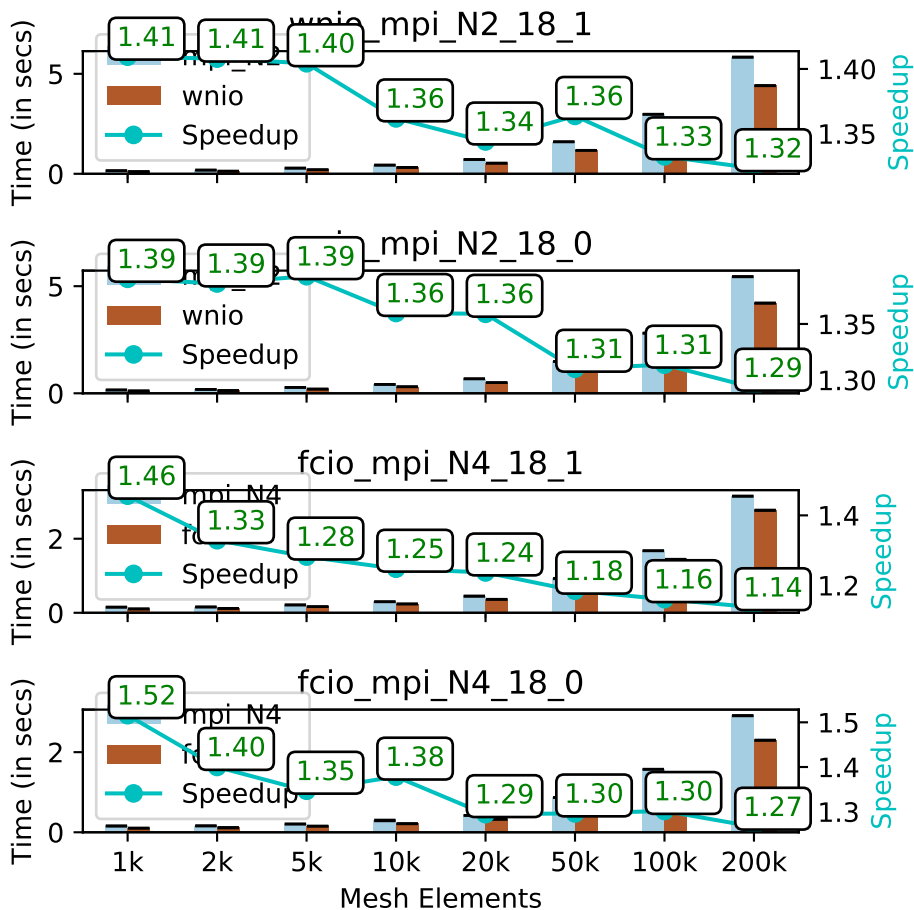 wnio_mpi_N2_18_1
Time (in secs)
5
0
mpi_N2
wnio
Speedup
1.41
1.41
1.40
1.36
1.34
1.36
1.33
1.32
1.40
1.35
Speedup
_mpi_N2_18_0
Time (in secs)
5
0
wnio
Speedup
1.39
1.39
1.39
1.36
1.36
1.31
1.31
1.29
1.35
1.30
Speedup
fcio_mpi_N4_18_1
Time (in secs)
2
0
mpi_N4
Speedup
1.46
1.33
1.28
1.25
1.24
1.18
1.16
1.14
1.4
1.2
Speedup
fcio_mpi_N4_18_0
Time (in secs)
2
0
mpi_N4
Speedup
1.52
1.40
1.35
1.38
1.29
1.30
1.30
1.27
1.5
1.4
1.3
Speedup
1k
2k
5k
10k
20k
50k
100k
200k
Mesh Elements